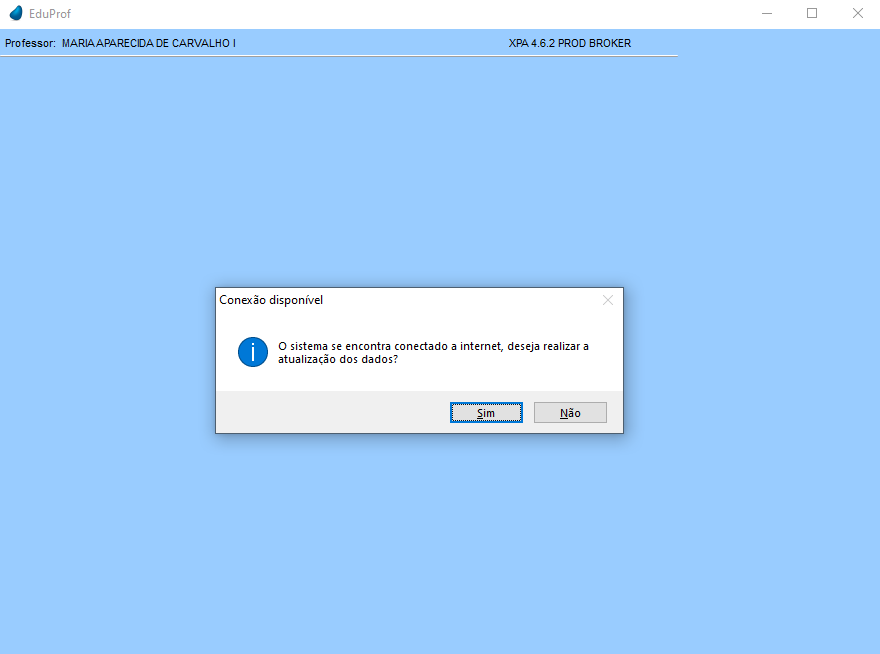 EduProf
Professor: MARIA APARECIDA DE CARVALHO I XPA 4.6.2 PROD BROKER
Conexão disponível
O sistema se encontra conectado a internet, deseja realizar a
atualização dos dados?
Sim Não